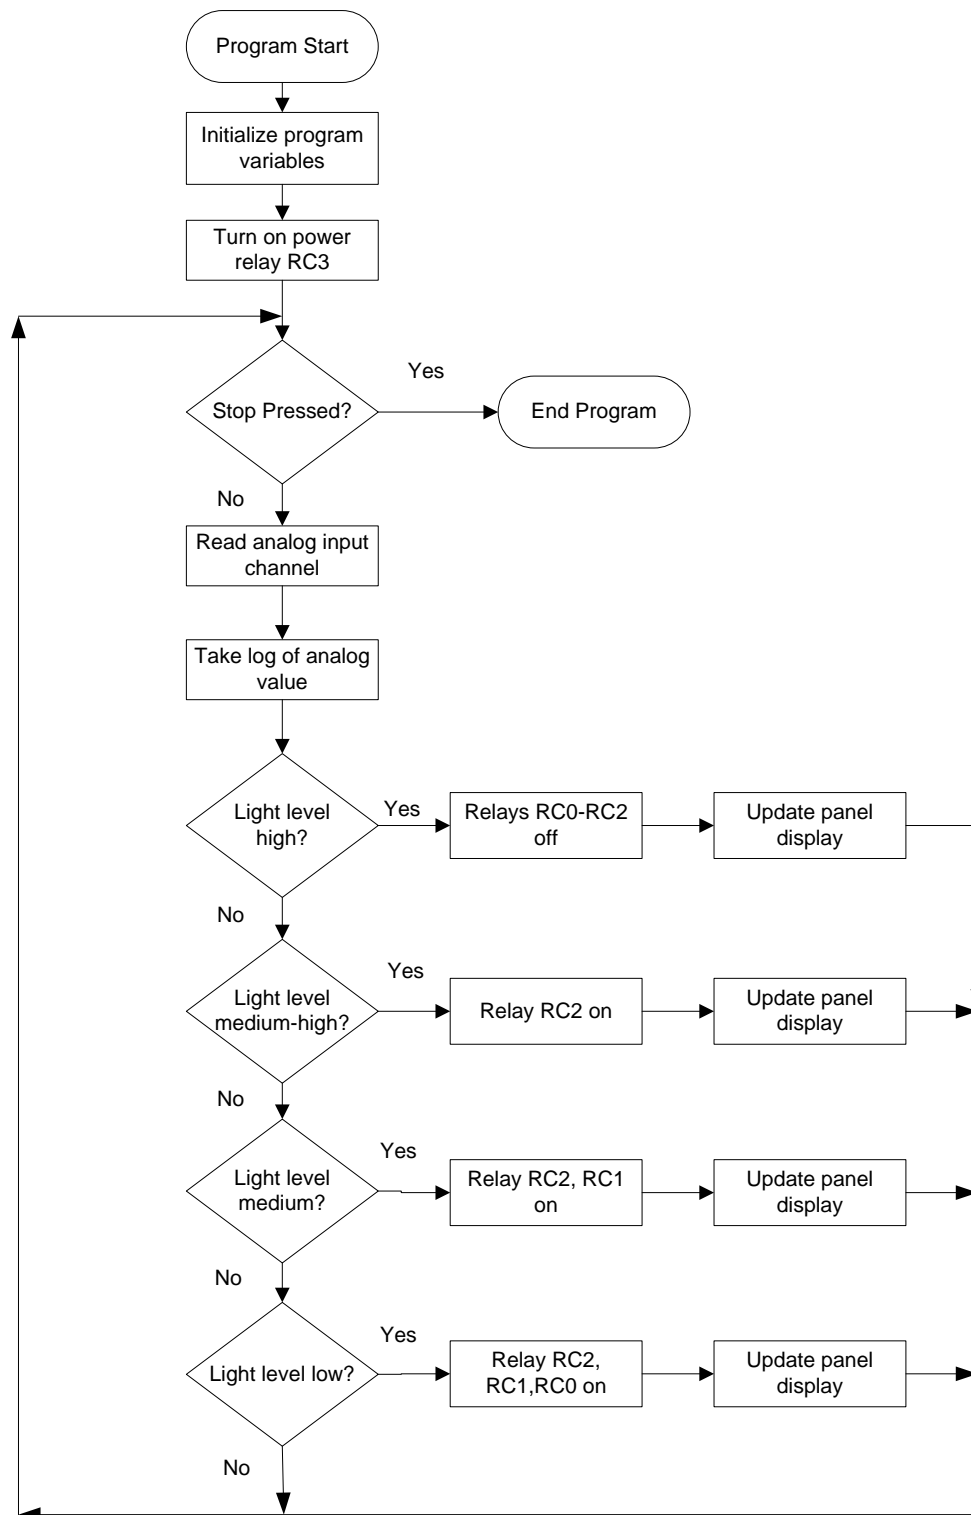 Program Start
Initialize program
variables
Turn on power
relay RC3
Stop Pressed?
Yes
End Program
No
Read analog input
channel
Take log of analog
value
Light level
high?
Yes
Relays RC0-RC2
off
Update panel
display
No
Light level
medium-high?
Yes
Relay RC2 on
Update panel
display
No
Light level
medium?
Yes
Relay RC2, RC1
on
Update panel
display
No
Light level low?
Yes
Relay RC2,
RC1,RC0 on
Update panel
display
No